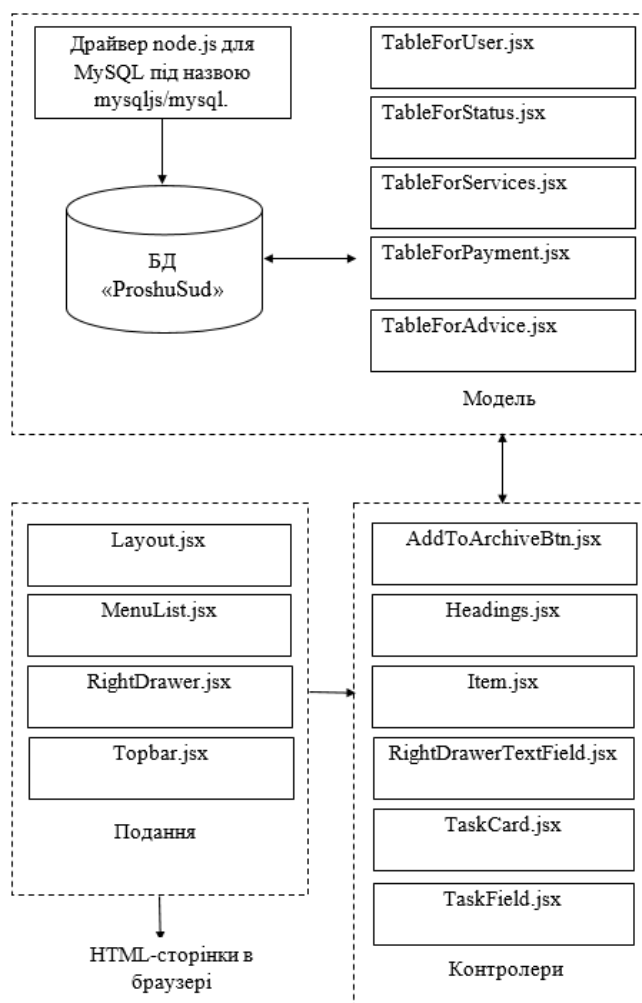 Драйвер node.js для
MySQL під назвою
mysqljs/mysql.
БД
«ProshuSud»
TableForUser.jsx
TableForStatus.jsx
TableForServices.jsx
TableForPayment.jsx
TableForAdvice.jsx
Модель
Layout.jsx
MenuList.jsx
RightDrawer.jsx
Topbar.jsx
Подання
HTML-сторінки в
браузері
AddToArchiveBtn.jsx
Headings.jsx
Item.jsx
RightDrawerTextField.jsx
TaskCard.jsx
TaskField.jsx
Контролери